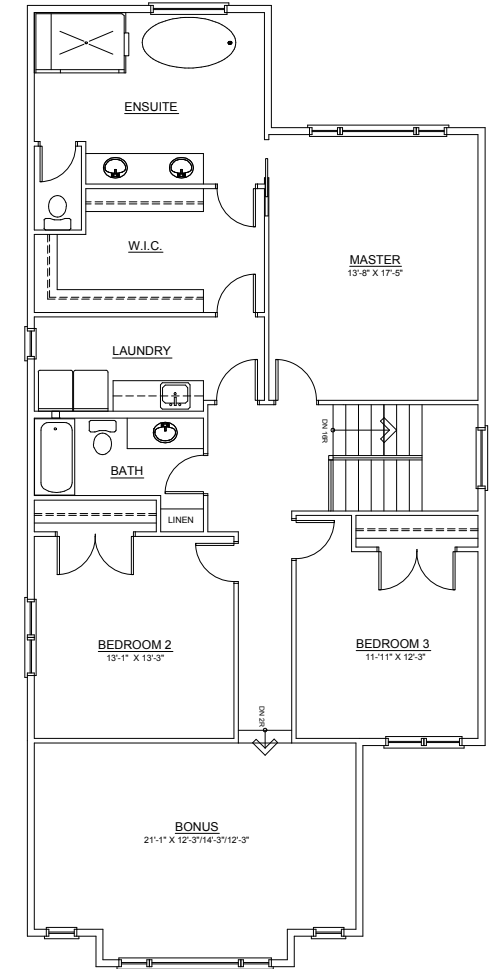 ENSUITE
W.I.C.
MASTER
13'-8" X 17'-5"
LAUNDRY
DN 16R
BATH
LINEN
BEDROOM 2
13'-1" X 13'-3"
BEDROOM 3
11-'11" X 12'-3"
DN 2R
BONUS
21'-1" X 12'-3"/14'-3"/12'-3"